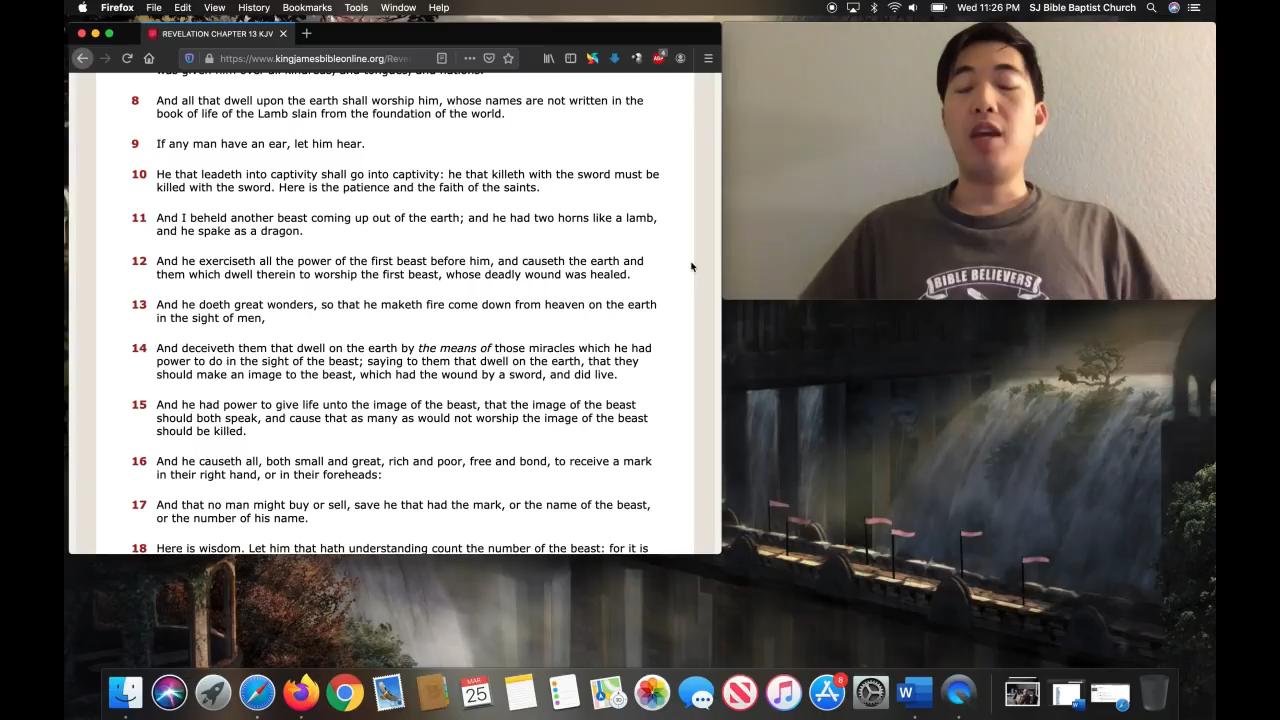 Firefox File Edit View History Bookmarks Tools Window Help
Wed 11:26 PM SJ Bible Baptist Church
REVELATION CHAPTER 13 KJV
https://www.kingjamesbibleonline.org/Reve
4
was given him over all kindreds, and tongues, and nations.
8 And all that dwell upon the earth shall worship him, whose names are not written in the
book of life of the Lamb slain from the foundation of the world.
9 If any man have an ear, let him hear.
10 He that leadeth into captivity shall go into captivity: he that killeth with the sword must be
killed with the sword. Here is the patience and the faith of the saints.
11 And I beheld another beast coming up out of the earth; and he had two horns like a lamb,
and he spake as a dragon.
12 And he exerciseth all the power of the first beast before him, and causeth the earth and
them which dwell therein to worship the first beast, whose deadly wound was healed.
13 And he doeth great wonders, so that he maketh fire come down from heaven on the earth
in the sight of men,
14 And deceiveth them that dwell on the earth by the means of those miracles which he had
power to do in the sight of the beast; saying to them that dwell on the earth, that they
should make an image to the beast, which had the wound by a sword, and did live.
15 And he had power to give life unto the image of the beast, that the image of the beast
should both speak, and cause that as many as would not worship the image of the beast
should be killed.
16 And he causeth all, both small and great, rich and poor, free and bond, to receive a mark
in their right hand, or in their foreheads:
17 And that no man might buy or sell, save he that had the mark, or the name of the beast,
or the number of his name.
18 Here is wisdom. Let him that hath understanding count the number of the beast: for it is
BIBLE BELIEVERS
MAR
25
8
W